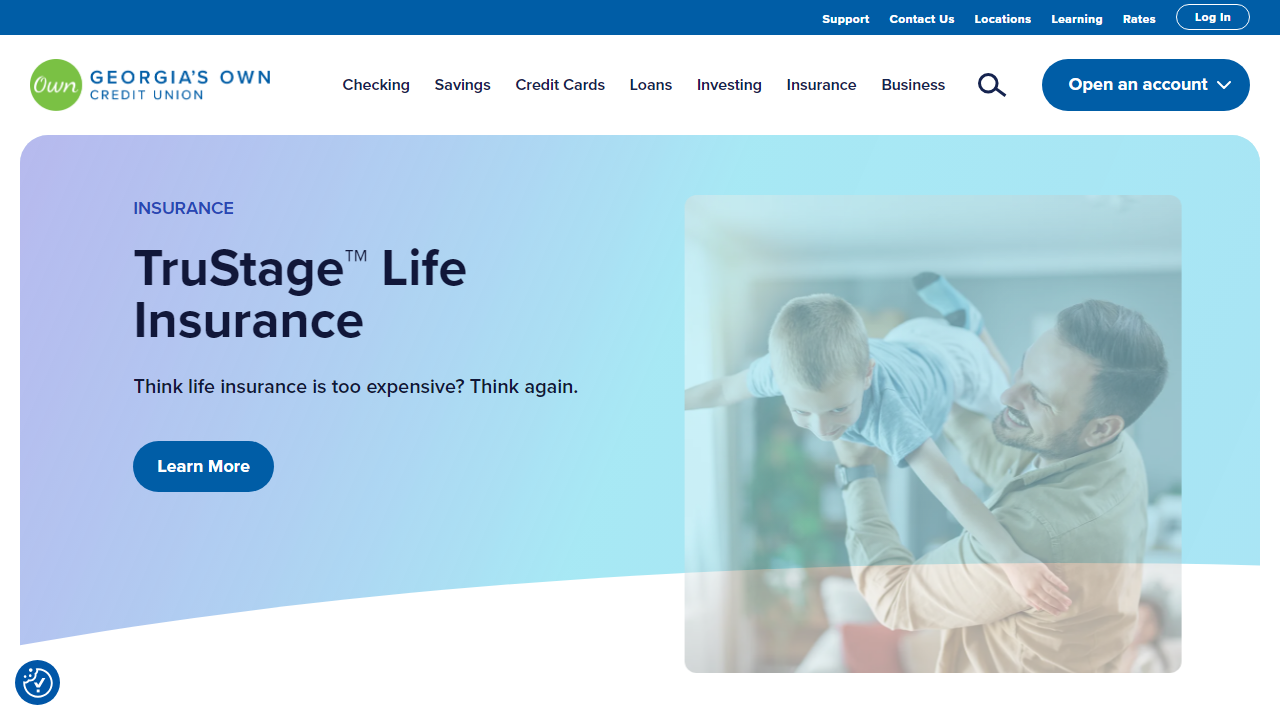 Support Contact Us Locations Learning Rates Log In
Own GEORGIA'S OWN
CREDIT UNION
Checking Savings Credit Cards Loans Investing Insurance Business Open an account
INSURANCE
TruStage™ Life
Insurance
Think life insurance is too expensive? Think again.
Learn More